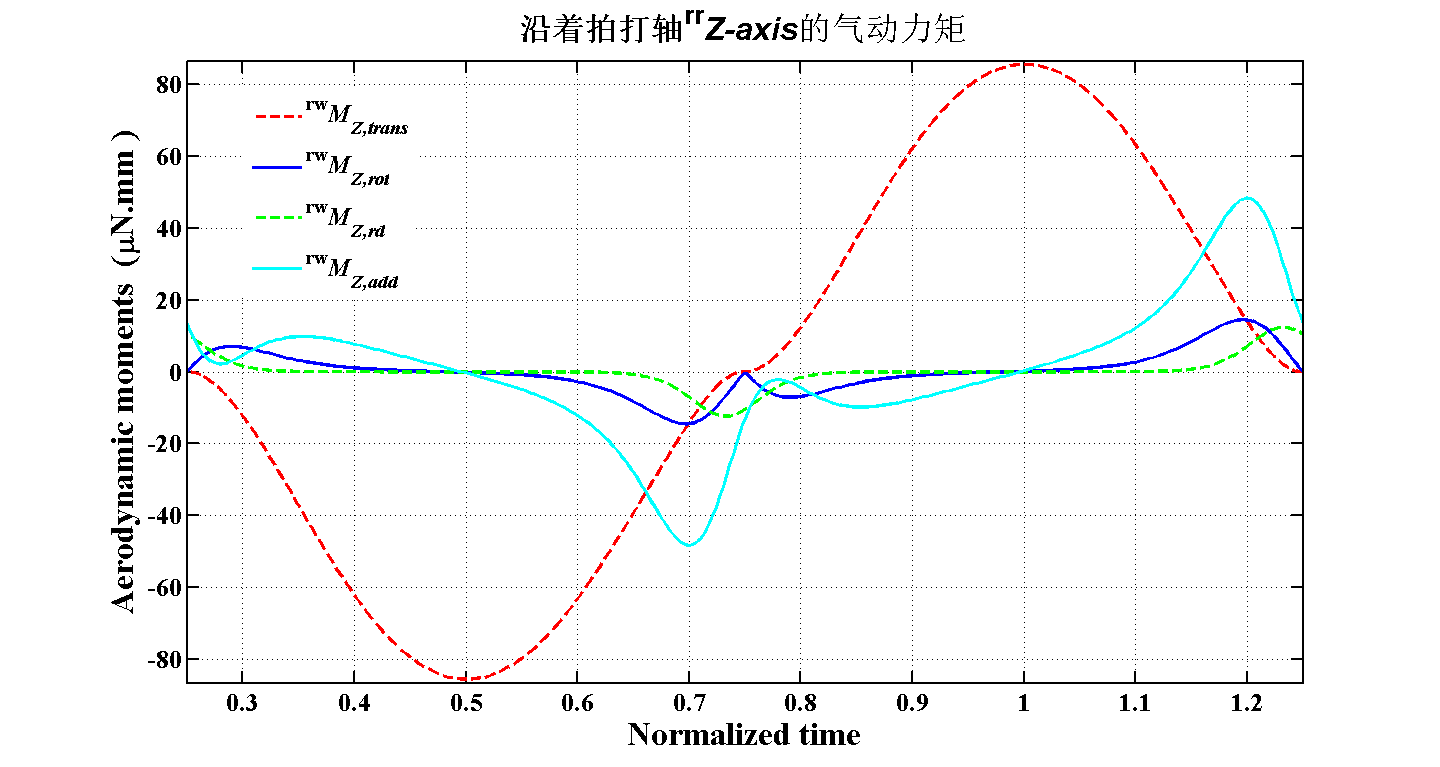 沿着拍打轴rrZ-axis的气动力矩
Aerodynamic moments (μN.mm )
80
60
40
20
0
-20
-40
-60
-80
rwMZ,trans
rwMZ,rot
rwMZ,rd
rwMZ,add
0.3 0.4 0.5 0.6 0.7 0.8 0.9 1 1.1 1.2
Normalized time